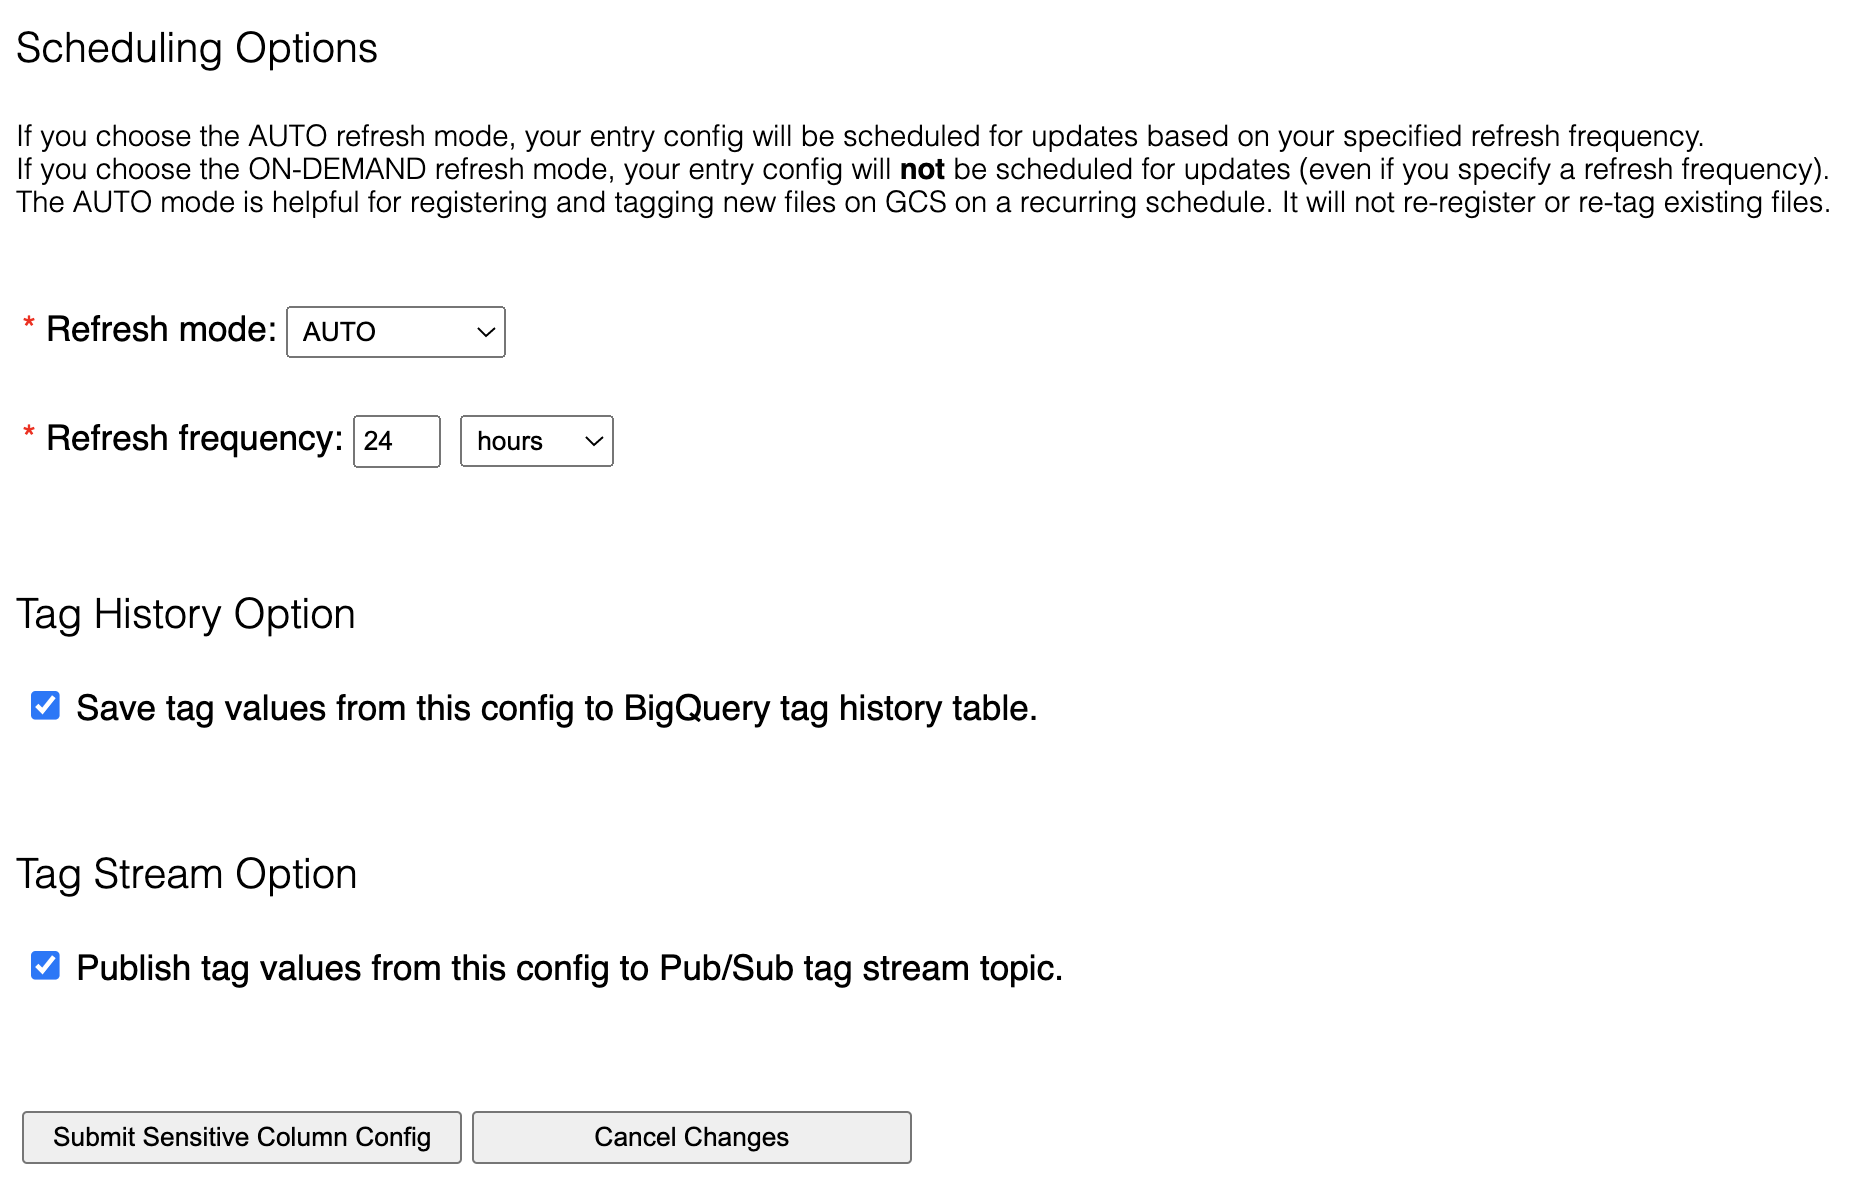 Scheduling Options
If you choose the AUTO refresh mode, your entry config will be scheduled for updates based on your specified refresh frequency.
If you choose the ON-DEMAND refresh mode, your entry config will not be scheduled for updates (even if you specify a refresh frequency).
The AUTO mode is helpful for registering and tagging new files on GCS on a recurring schedule. It will not re-register or re-tag existing files.
* Refresh mode: AUTO
* Refresh frequency: 24 hours
Tag History Option
Save tag values from this config to BigQuery tag history table.
Tag Stream Option
Publish tag values from this config to Pub/Sub tag stream topic.
Submit Sensitive Column Config Cancel Changes